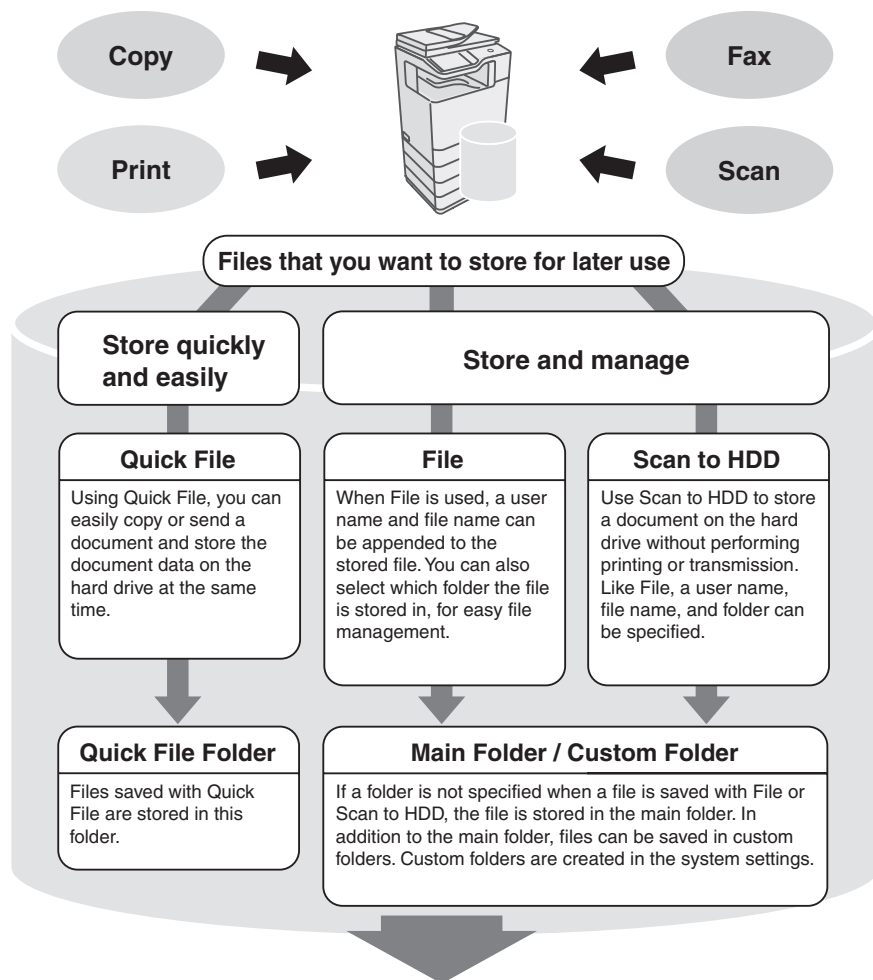 Copy
Fax
Print
Scan
Files that you want to store for later use
Store quickly
and easily
Store and manage
Quick File
Using Quick File, you can
easily copy or send a
document and store the
document data on the
hard drive at the same
time.
File
When File is used, a user
name and file name can
be appended to the
stored file. You can also
select which folder the file
is stored in, for easy file
management.
Scan to HDD
Use Scan to HDD to store
a document on the hard
drive without performing
printing or transmission.
Like File, a user name,
file name, and folder can
be specified.
Quick File Folder
Files saved with Quick
File are stored in this
folder.
Main Folder / Custom Folder
If a folder is not specified when a file is saved with File or
Scan to HDD, the file is stored in the main folder. In
addition to the main folder, files can be saved in custom
folders. Custom folders are created in the system settings.